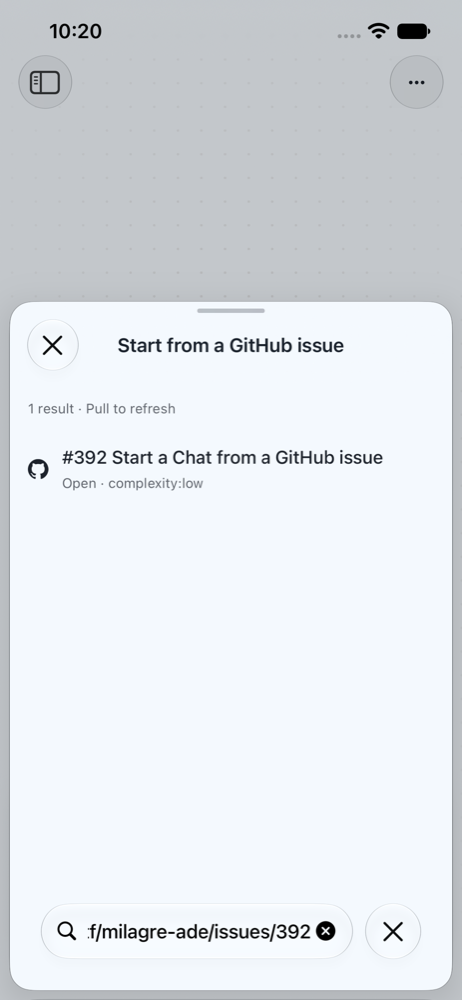 10:20
Start from a GitHub issue
1 result · Pull to refresh
#392 Start a Chat from a GitHub issue
Open · complexity:low
f/milagre-ade/issues/392